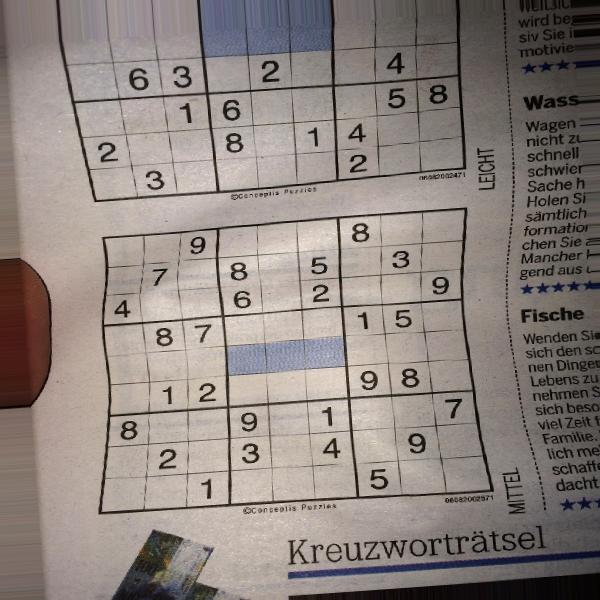 6 3 2 4
1 6 5 8
2 8 1 4
3 2
©Conceptis Puzzles 06082002471
LEICHT
9 8
7 8 5 3
4 6 2 9
8 7 1 5
1 2 9 8
8 9 1 7
2 3 4 9
1 5
©Conceptis Puzzles 06082002571
MITTEL
Kreuzworträtsel
wird be
siv Sie i
motivie
Wass
Wagen
nicht zu
schnell
schwier
Sache h
Holen Si
sämtlich
formation
chen Sie
Mancher
gend aus
Fische
Wenden Sie
sich den sc
nen Dingen
Lebens zu
nehmen S
sich beso
viel Zeit f
Familie.
lich me
schaff
dacht